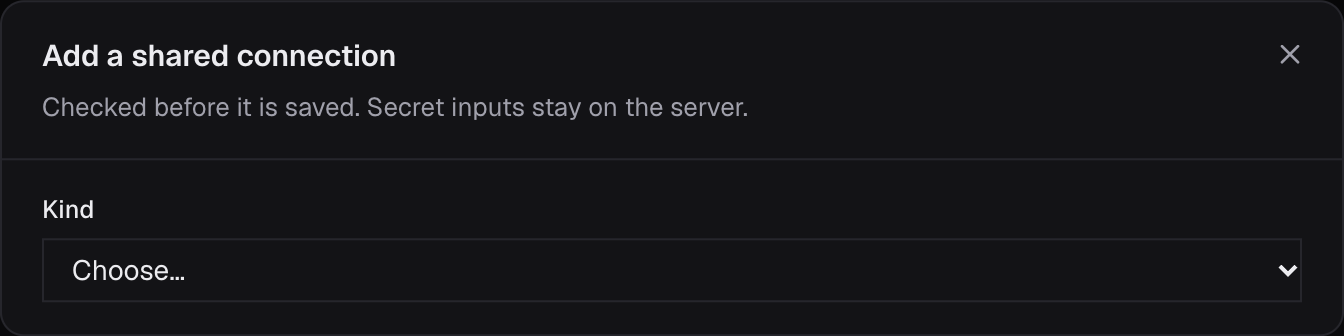 Add a shared connection
Checked before it is saved. Secret inputs stay on the server.
Kind
Choose…